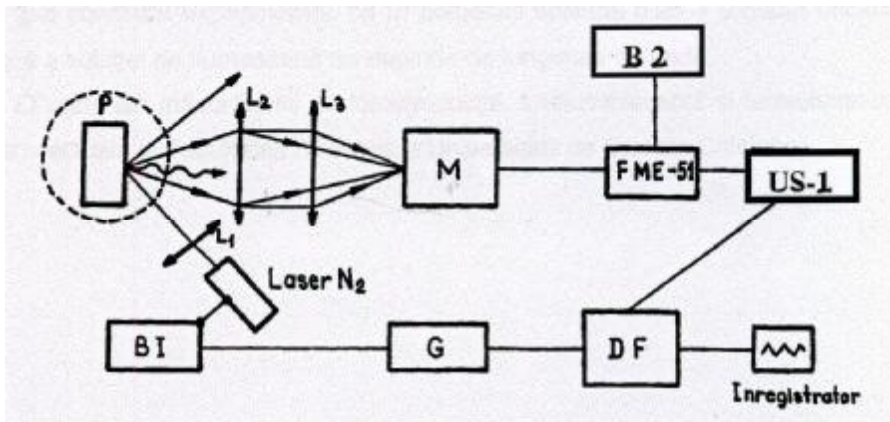 B 2
P
L₂
L₃
M
FME-51
US-1
L₁
Laser N₂
BI
G
DF
Inregistrator